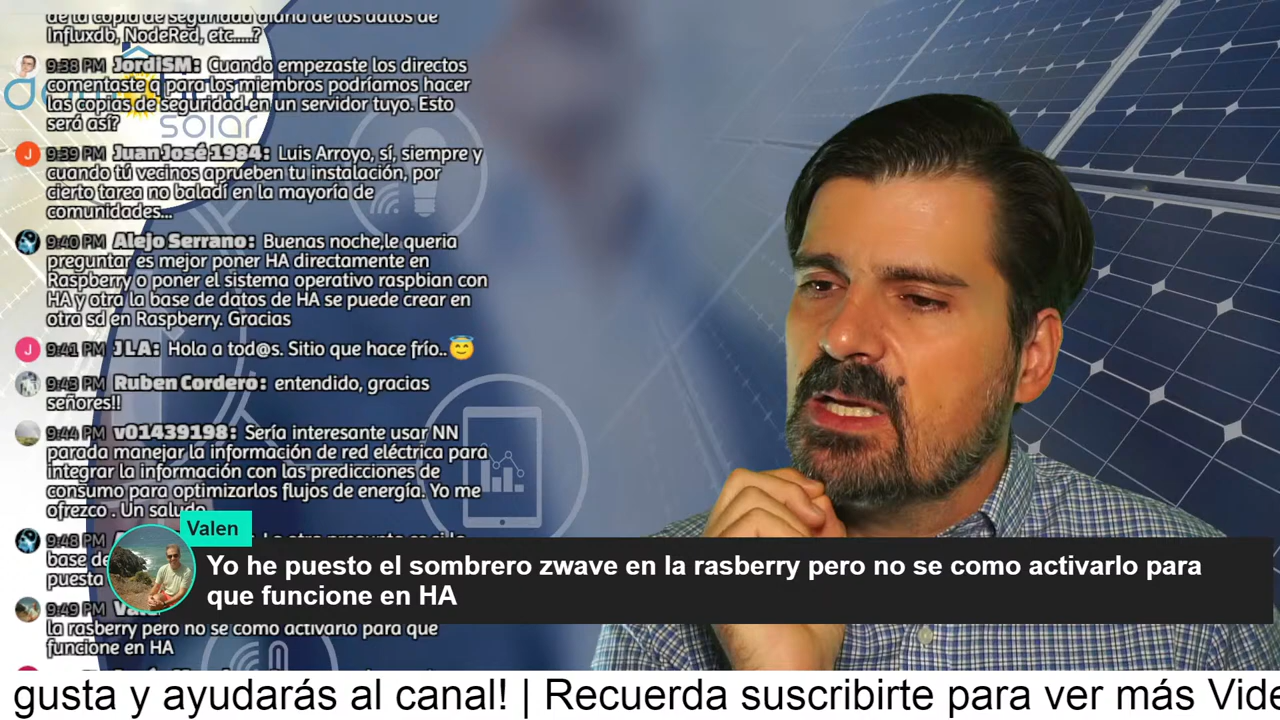 de la copia de seguridad diaria de los datos de
Influxdb, NodeRed, etc.....?
9:38 PM JordiSM: Cuando empezaste los directos
comentaste q para los miembros podríamos hacer
las copias de seguridad en un servidor tuyo. Esto
será así?
solar
9:39 PM JuanJosé1984: Luis Arroyo, sí, siempre y
cuando tú vecinos aprueben tu instalación, por
cierto tarea no baladí en la mayoría de
comunidades...
9:40 PM Alejo Serrano: Buenas noche,le queria
preguntar es mejor poner HA directamente en
Raspberry o poner el sistema operativo raspbian con
HA y otra la base de datos de HA se puede crear en
otra sd en Raspberry. Gracias
9:41 PM JLA: Hola a tod@s. Sitio que hace frío..😇
9:43 PM Ruben Cordero: entendido, gracias
señores!!
9:44 PM v01439198: Sería interesante usar NN
parada manejar la información de red eléctrica para
integrar la información con las predicciones de
consumo para optimizarlos flujos de energía. Yo me
ofrezco . Un saludo
9:48 PM
base de
puesta
9:49 PM
la rasberry pero no se como activarlo para que
funcione en HA
Valen
Yo he puesto el sombrero zwave en la rasberry pero no se como activarlo para
que funcione en HA
gusta y ayudarás al canal! | Recuerda suscribirte para ver más Vide